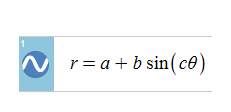 1
r = a + b sin(cθ)